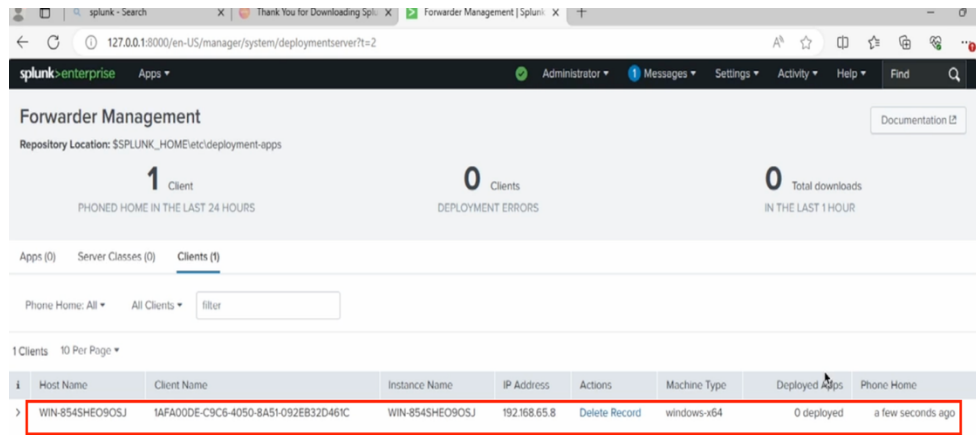 splunk - Search
Thank You for Downloading Splu
Forwarder Management | Splunk
127.0.0.1:8000/en-US/manager/system/deploymentserver?t=2
splunk>enterprise Apps Administrator 1 Messages Settings Activity Help Find
Forwarder Management
Documentation
Repository Location: $SPLUNK_HOME\etc\deployment-apps
1 Client
PHONED HOME IN THE LAST 24 HOURS
0 Clients
DEPLOYMENT ERRORS
0 Total downloads
IN THE LAST 1 HOUR
Apps (0) Server Classes (0) Clients (1)
Phone Home: All All Clients filter
1 Clients 10 Per Page
i Host Name Client Name Instance Name IP Address Actions Machine Type Deployed Apps Phone Home
WIN-854SHEO9OSJ 1AFA00DE-C9C6-4050-8A51-092EB32D461C WIN-854SHEO9OSJ 192.168.65.8 Delete Record windows-x64 0 deployed a few seconds ago